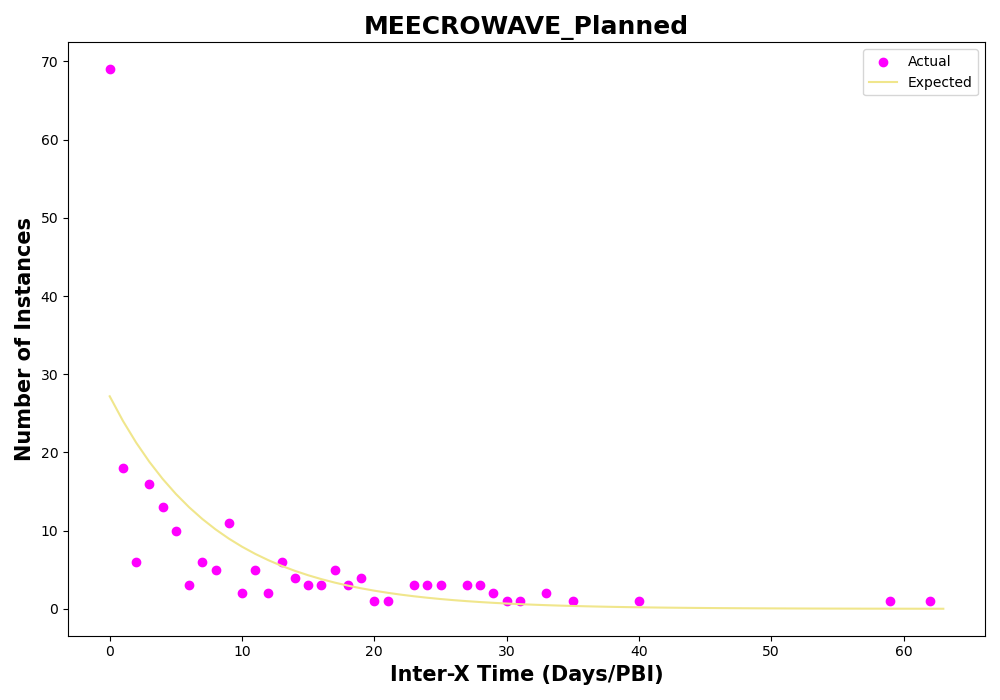 MEECROWAVE_Planned
Actual
Expected
Number of Instances
70
60
50
40
30
20
10
0
0 10 20 30 40 50 60
Inter-X Time (Days/PBI)